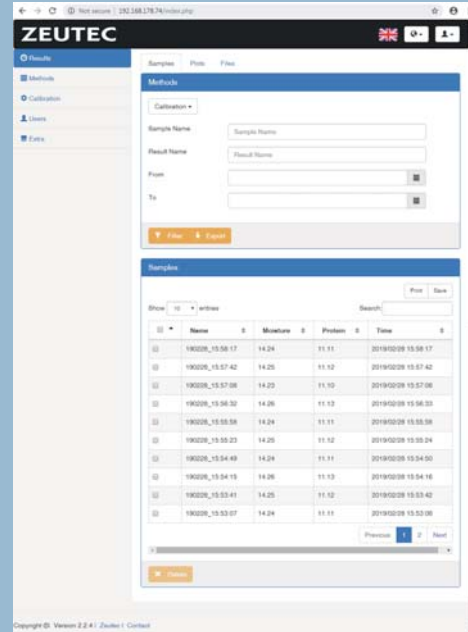 Not secure | 192.168.178.74/index.php
ZEUTEC
Results
Methods
Calibration
Users
Extra
Samples Plots Files
Methods
Calibration
Sample Name Sample Name
Result Name Result Name
From
To
Filter Export
Samples
Print Save
Show 10 entries Search:
Name Moisture Protein Time
190228_15:58:17 14.24 11.11 2019/02/28 15:58:17
190228_15:57:42 14.25 11.12 2019/02/28 15:57:42
190228_15:57:08 14.23 11.10 2019/02/28 15:57:08
190228_15:56:32 14.26 11.13 2019/02/28 15:56:33
190228_15:55:58 14.24 11.11 2019/02/28 15:55:58
190228_15:55:23 14.25 11.12 2019/02/28 15:55:24
190228_15:54:49 14.24 11.11 2019/02/28 15:54:50
190228_15:54:15 14.26 11.13 2019/02/28 15:54:16
190228_15:53:41 14.25 11.12 2019/02/28 15:53:42
190228_15:53:07 14.24 11.11 2019/02/28 15:53:08
Previous 1 2 Next
Delete
Version 2.2.4 / Zeutec / Contact